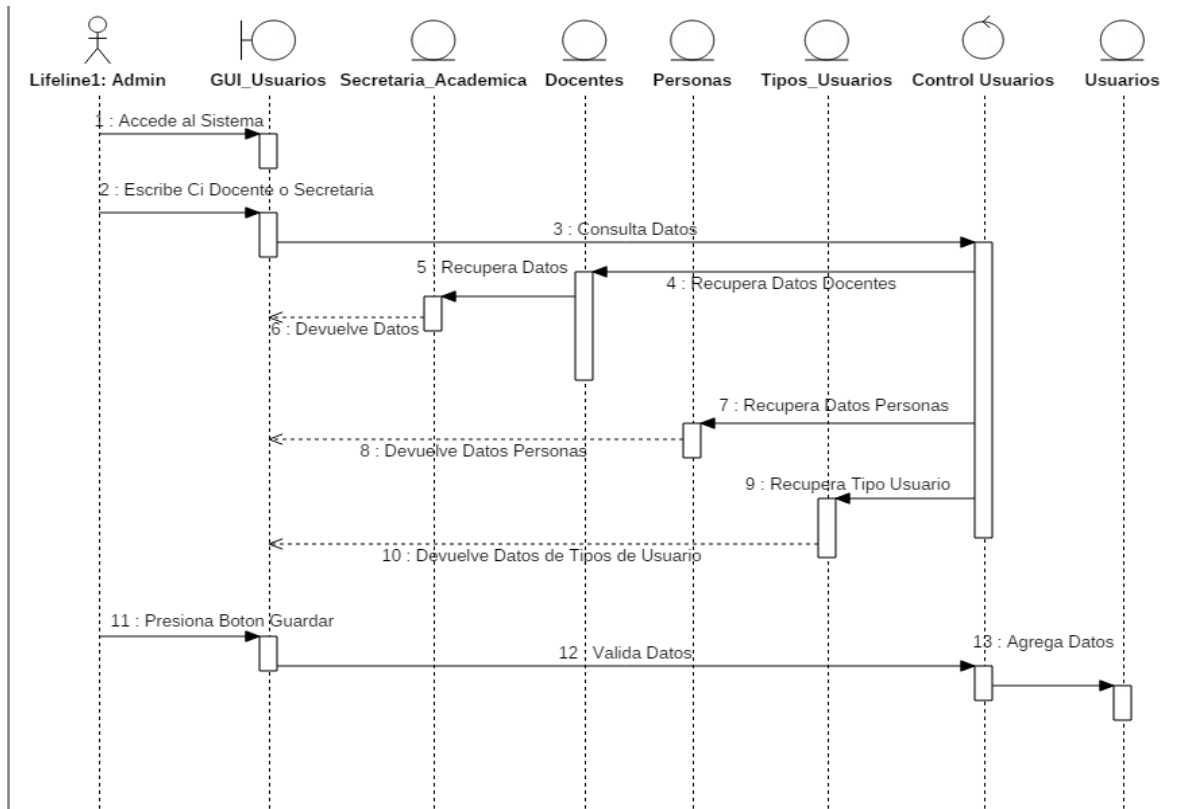 Lifeline1: Admin
GUI_Usuarios
Secretaria_Academica
Docentes
Personas
Tipos_Usuarios
Control Usuarios
Usuarios
1 : Accede al Sistema
2 : Escribe Ci Docente o Secretaria
3 : Consulta Datos
4 : Recupera Datos Docentes
5 : Recupera Datos
6 : Devuelve Datos
7 : Recupera Datos Personas
8 : Devuelve Datos Personas
9 : Recupera Tipo Usuario
10 : Devuelve Datos de Tipos de Usuario
11 : Presiona Boton Guardar
12 : Valida Datos
13 : Agrega Datos